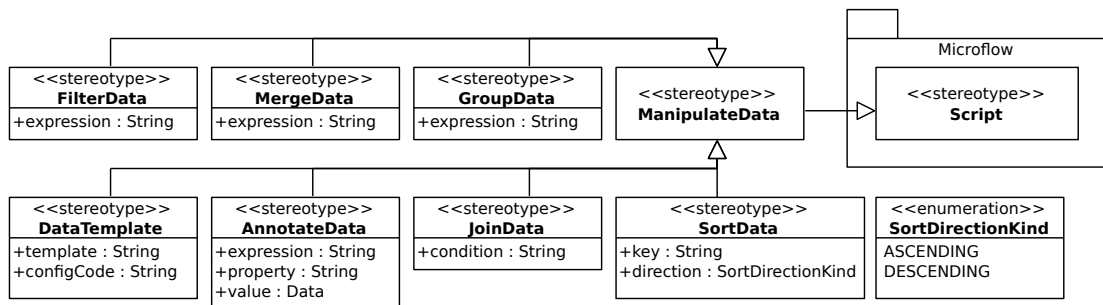 Microflow
<<stereotype>>
FilterData
+expression : String
<<stereotype>>
MergeData
+expression : String
<<stereotype>>
GroupData
+expression : String
<<stereotype>>
ManipulateData
<<stereotype>>
Script
<<stereotype>>
DataTemplate
+template : String
+configCode : String
<<stereotype>>
AnnotateData
+expression : String
+property : String
+value : Data
<<stereotype>>
JoinData
+condition : String
<<stereotype>>
SortData
+key : String
+direction : SortDirectionKind
<<enumeration>>
SortDirectionKind
ASCENDING
DESCENDING